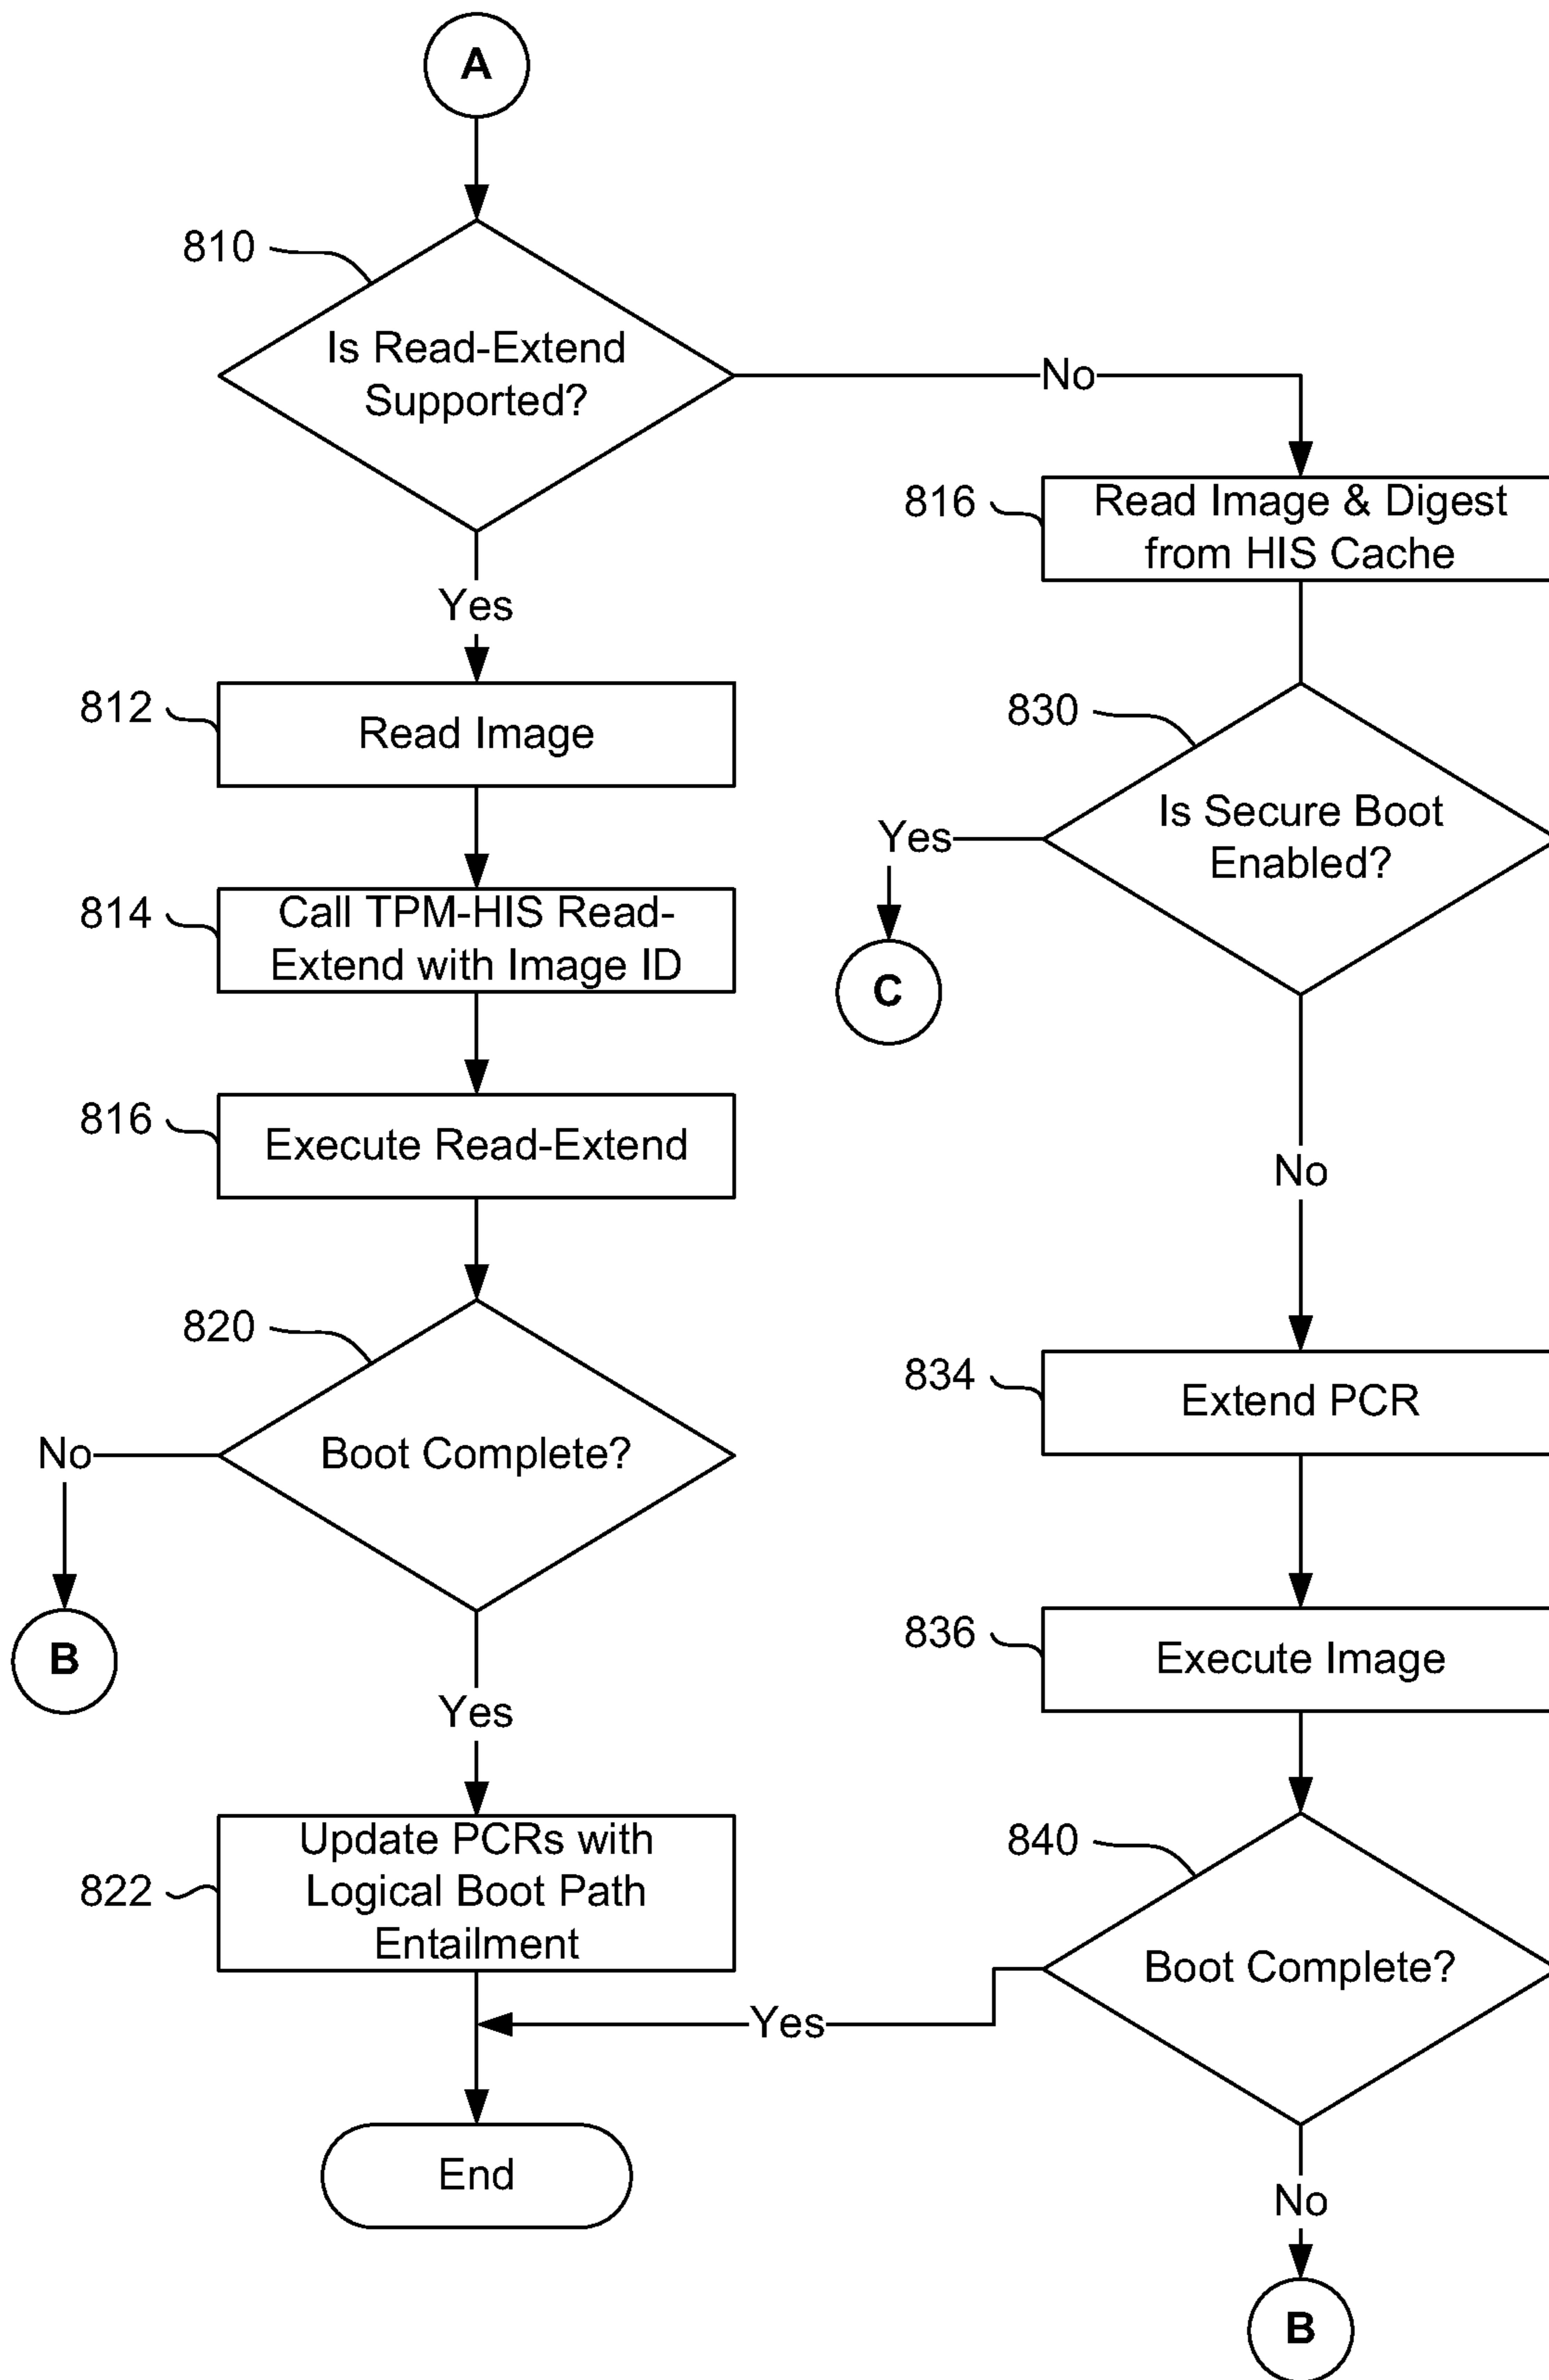 A
810
Is Read-Extend
Supported?
No
Yes
816
Read Image & Digest
from HIS Cache
812
Read Image
830
Is Secure Boot
Enabled?
Yes
C
814
Call TPM-HIS Read-
Extend with Image ID
816
Execute Read-Extend
No
820
Boot Complete?
No
B
Yes
834
Extend PCR
836
Execute Image
822
Update PCRs with
Logical Boot Path
Entailment
840
Boot Complete?
Yes
End
No
B